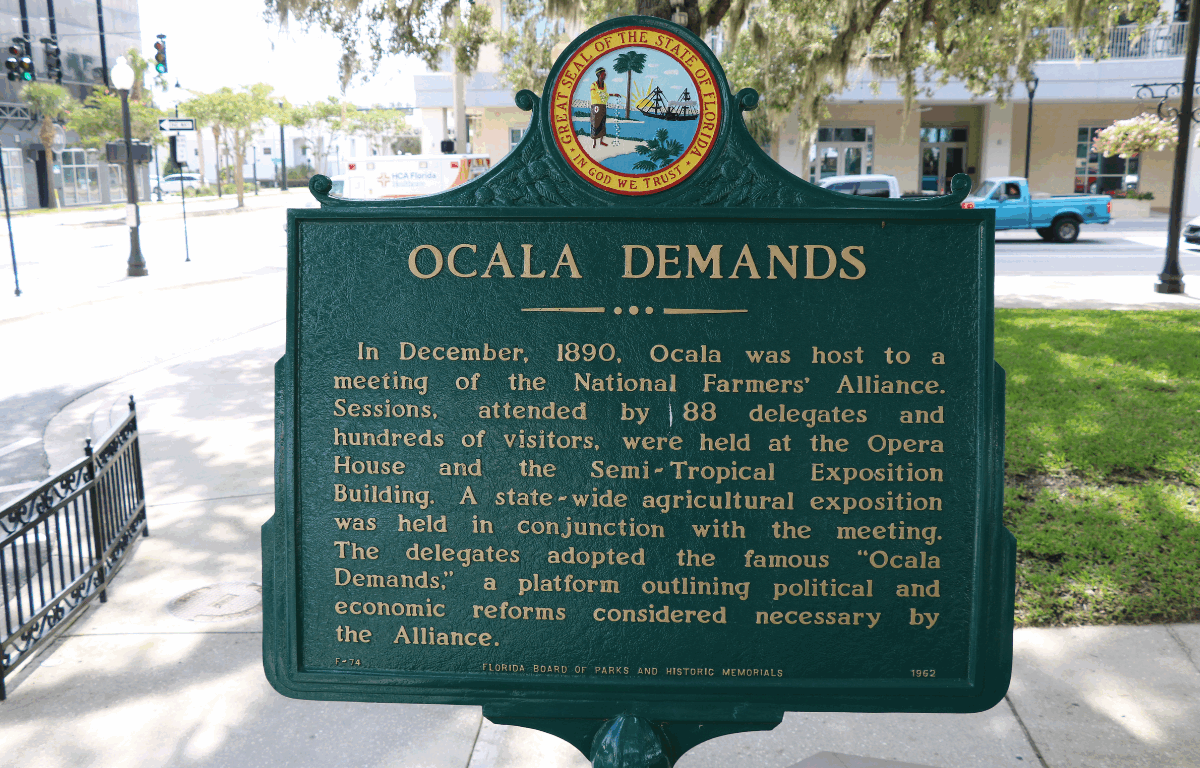 GREAT SEAL OF THE STATE OF FLORIDA
IN GOD WE TRUST
HCA Florida
Healthcare
OCALA DEMANDS
In December, 1890, Ocala was host to a
meeting of the National Farmers' Alliance.
Sessions, attended by 88 delegates and
hundreds of visitors, were held at the Opera
House and the Semi-Tropical Exposition
Building. A state-wide agricultural exposition
was held in conjunction with the meeting.
The delegates adopted the famous "Ocala
Demands," a platform outlining political and
economic reforms considered necessary by
the Alliance.
F-74
FLORIDA BOARD OF PARKS AND HISTORIC MEMORIALS
1962